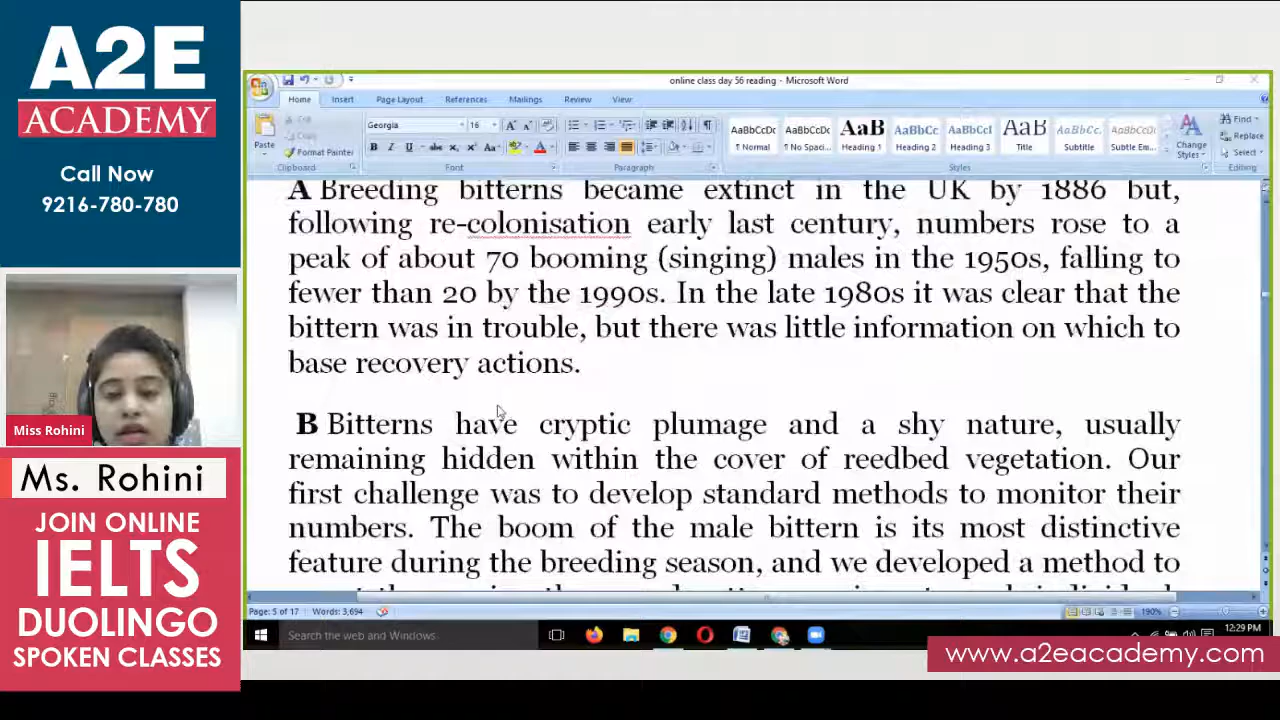 A2E
ACADEMY
Call Now
9216-780-780
Miss Rohini
Ms. Rohini
JOIN ONLINE
IELTS
DUOLINGO
SPOKEN CLASSES
online class day 56 reading - Microsoft Word
Home Insert Page Layout References Mailings Review View
Paste
Cut
Copy
Format Painter
Clipboard
Georgia 16
Font
Paragraph
AaBbCcDc AaBbCcDc AaB AaBbCc AaBbCcI AaB AaBbCc. AaBbCcDc
¶ Normal ¶ No Spaci... Heading 1 Heading 2 Heading 3 Title Subtitle Subtle Em...
Change
Styles
Styles
Find
Replace
Select
Editing
A Breeding bitterns became extinct in the UK by 1886 but,
following re-colonisation early last century, numbers rose to a
peak of about 70 booming (singing) males in the 1950s, falling to
fewer than 20 by the 1990s. In the late 1980s it was clear that the
bittern was in trouble, but there was little information on which to
base recovery actions.
B Bitterns have cryptic plumage and a shy nature, usually
remaining hidden within the cover of reedbed vegetation. Our
first challenge was to develop standard methods to monitor their
numbers. The boom of the male bittern is its most distinctive
feature during the breeding season, and we developed a method to
Page: 5 of 17 Words: 3,694
190%
Search the web and Windows
12:29 PM
www.a2eacademy.com